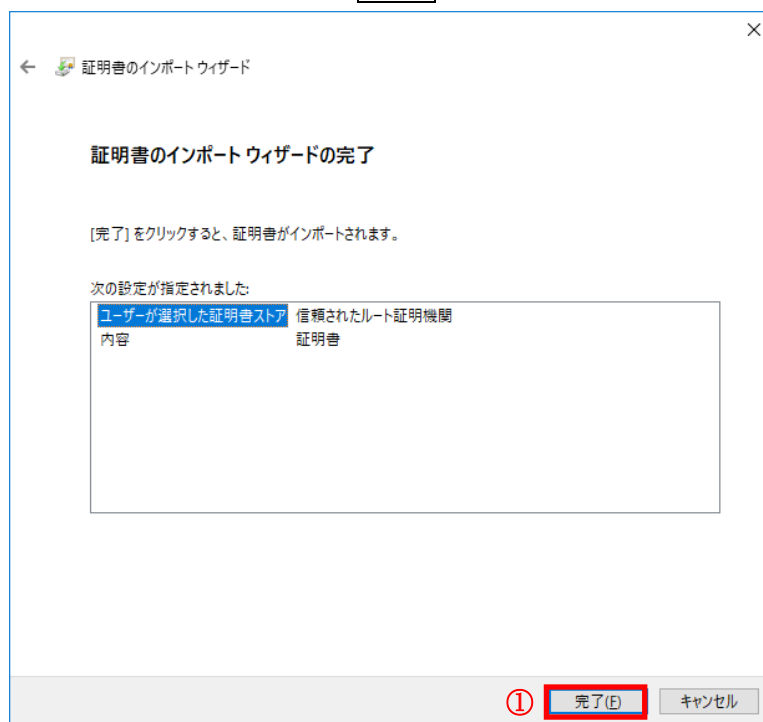 証明書のインポート ウィザード
証明書のインポート ウィザードの完了
[完了] をクリックすると、証明書がインポートされます。
次の設定が指定されました:
ユーザーが選択した証明書ストア 信頼されたルート証明機関
内容 証明書
① 完了(F) キャンセル